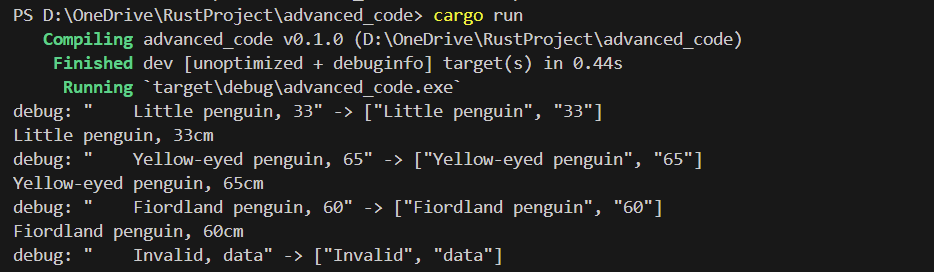 PS D:\OneDrive\RustProject\advanced_code> cargo run
   Compiling advanced_code v0.1.0 (D:\OneDrive\RustProject\advanced_code)
    Finished dev [unoptimized + debuginfo] target(s) in 0.44s
     Running `target\debug\advanced_code.exe`
debug: "    Little penguin, 33" -> ["Little penguin", "33"]
Little penguin, 33cm
debug: "    Yellow-eyed penguin, 65" -> ["Yellow-eyed penguin", "65"]
Yellow-eyed penguin, 65cm
debug: "    Fiordland penguin, 60" -> ["Fiordland penguin", "60"]
Fiordland penguin, 60cm
debug: "    Invalid, data" -> ["Invalid", "data"]